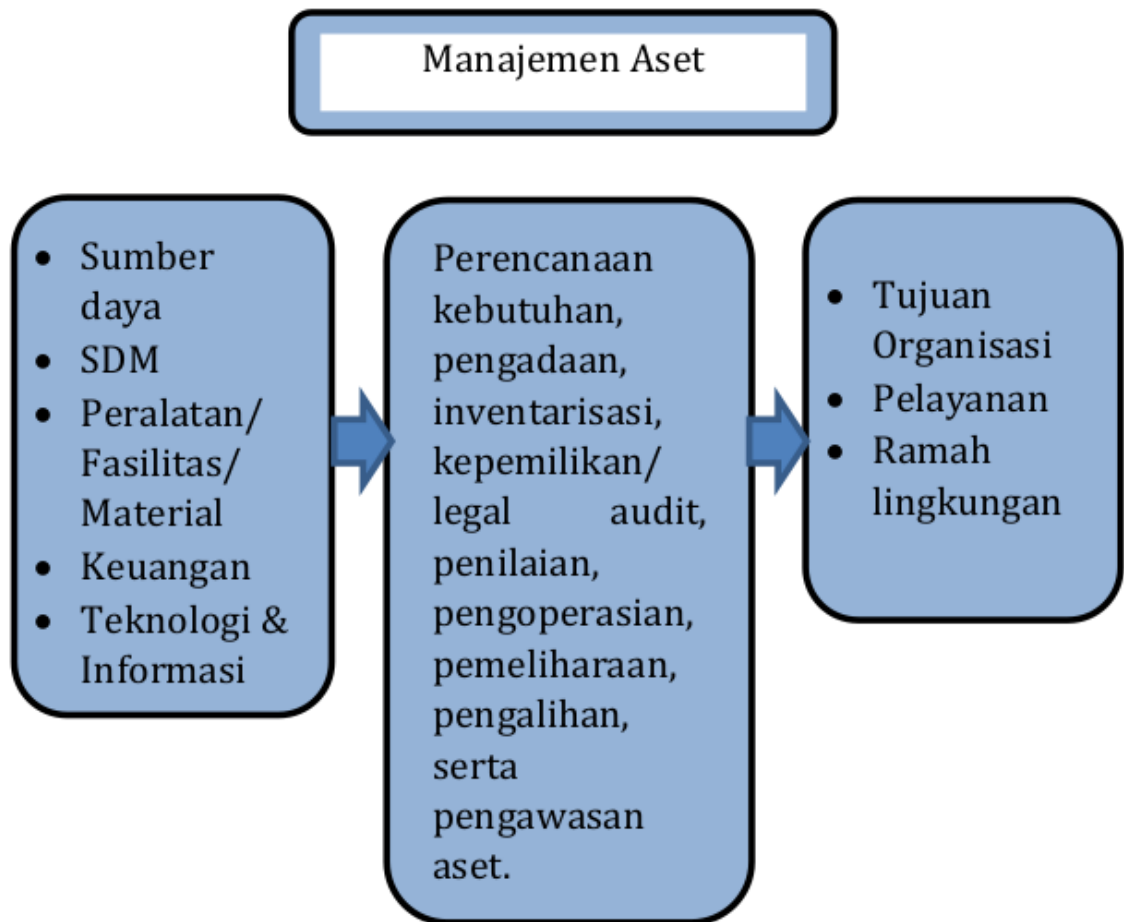 Manajemen Aset
• Sumber
daya
• SDM
• Peralatan/
Fasilitas/
Material
• Keuangan
• Teknologi &
Informasi
Perencanaan
kebutuhan,
pengadaan,
inventarisasi,
kepemilikan/
legal audit,
penilaian,
pengoperasian,
pemeliharaan,
pengalihan,
serta
pengawasan
aset.
• Tujuan
Organisasi
• Pelayanan
• Ramah
lingkungan